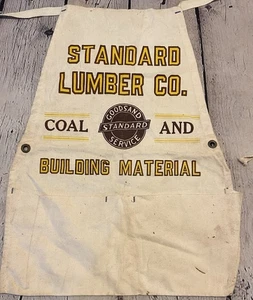 STANDARD
LUMBER CO.
GOODS AND
COAL STANDARD AND
SERVICE
BUILDING MATERIAL